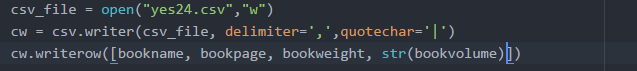 csv_file = open("yes24.csv","w")
cw = csv.writer(csv_file, delimiter=',',quotechar='|')
cw.writerow([bookname, bookpage, bookweight, str(bookvolume)])